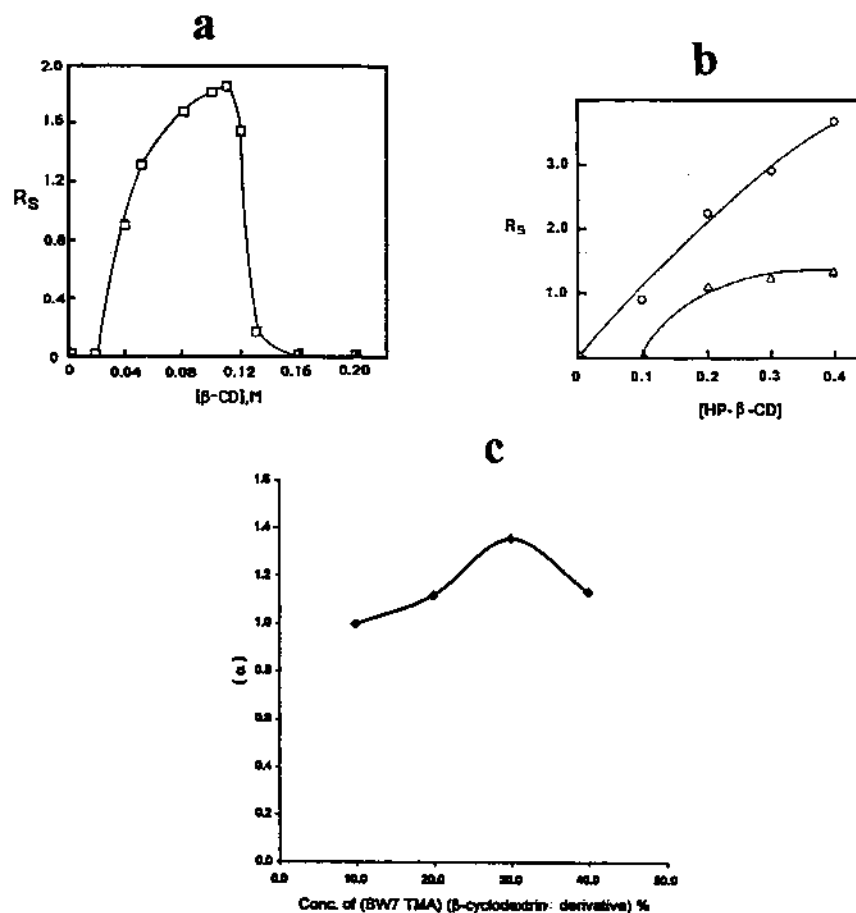 a
2.0
1.6
1.2
0.8
0.4
0
Rs
0 0.04 0.08 0.12 0.16 0.20
[β-CD],M
b
3.0
2.0
1.0
Rs
0 0.1 0.2 0.3 0.4
[HP-β-CD]
c
1.6
1.4
1.2
1.0
0.8
0.6
0.4
0.2
0.0
(α)
0.0 10.0 20.0 30.0 40.0 50.0
Conc. of (BW7 TMA) (β-cyclodextrin: derivative) %